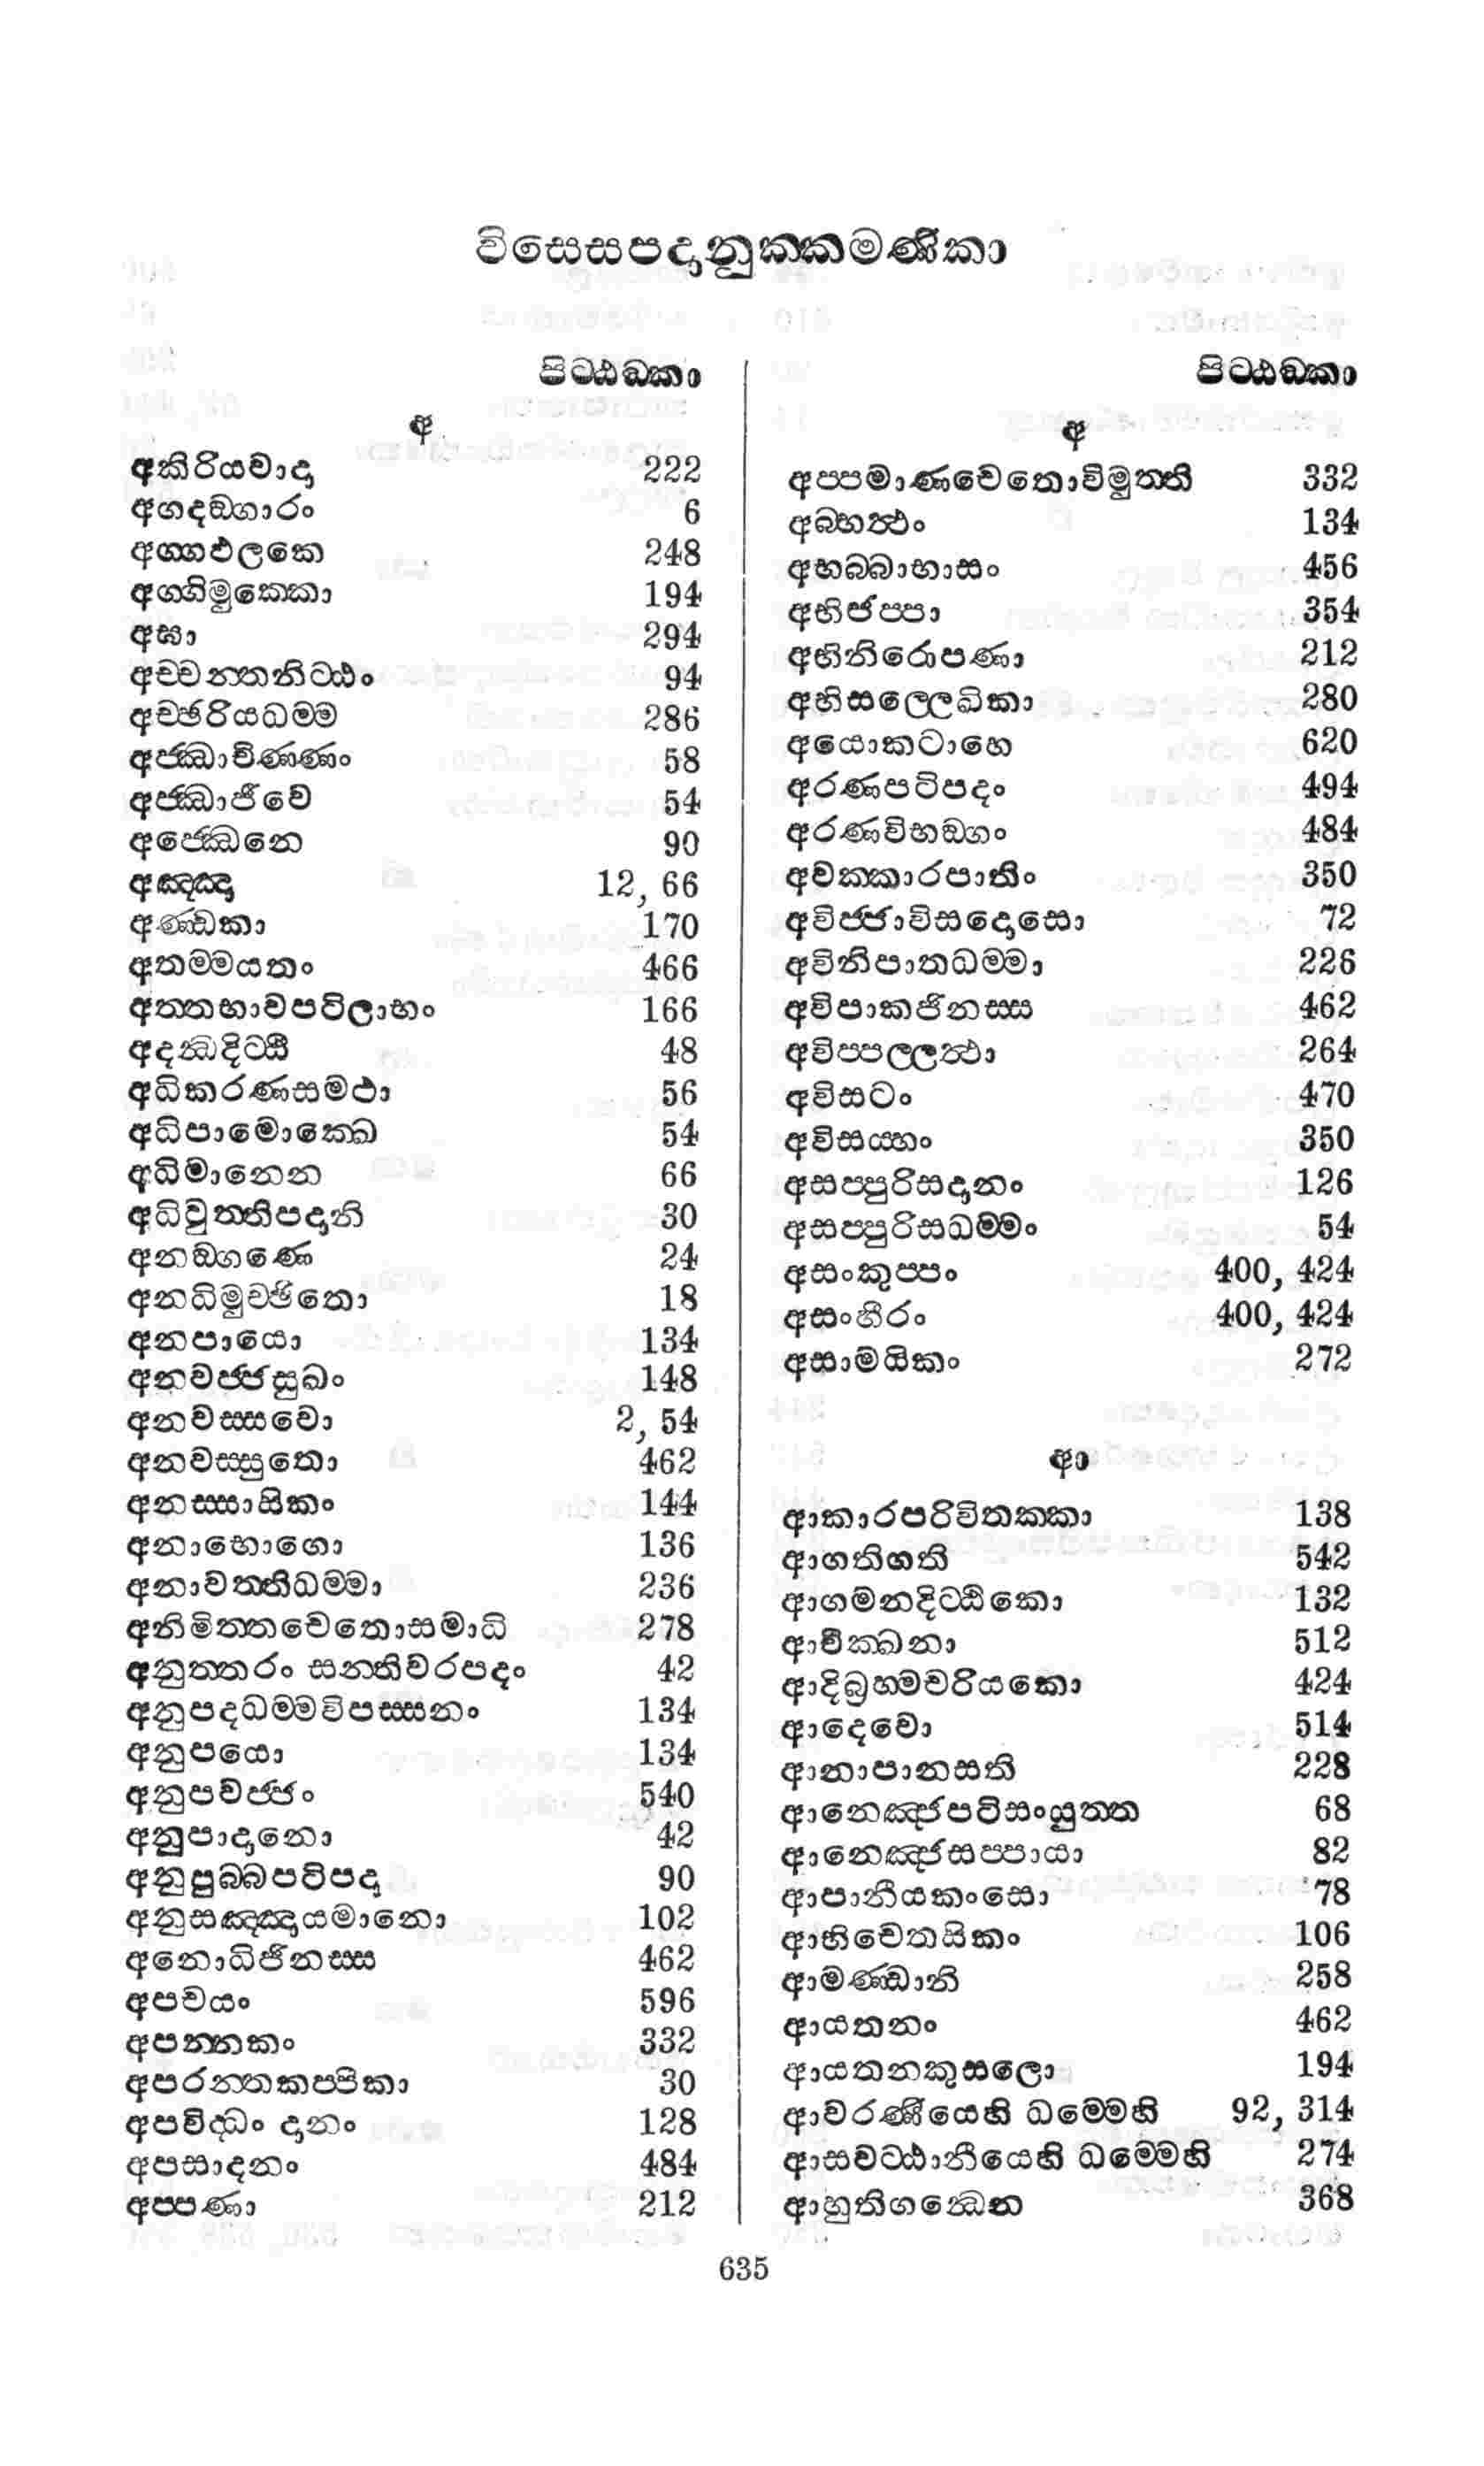 විසෙසපදානුක්කමණිකා
පිට්ඨඞ්කා
අ
අකිරියවාදා 222
අගදඞ්ගාරං 6
අග්ගඵලකෙ 248
අග්ගිමුක්කො 194
අඝා 294
අච්චන්තනිට්ඨං 94
අච්ඡරියධම්ම 286
අජ්ඣාචිණ්ණං 58
අජ්ඣාජීවෙ 54
අජ්ඣෙනෙ 90
අඤ්ඤා 12, 66
අණ්ඩකා 170
අතම්මයතං 466
අත්තභාවපටිලාභං 166
අදන්ධදිට්ඨී 48
අධිකරණසමථා 56
අධිපාමොක්ඛෙ 54
අධිමානෙන 66
අධිවුත්තිපදානි 30
අනඞ්ගණෙ 24
අනධිමුච්ඡිතො 18
අනපායො 134
අනවජ්ජසුඛං 148
අනවස්සවො 2, 54
අනවස්සුතො 462
අනස්සාසිකං 144
අනාභොගො 136
අනාවත්තිධම්මා 236
අනිමිත්තචෙතොසමාධි 278
අනුත්තරං සන්තිවරපදං 42
අනුපදධම්මවිපස්සනං 134
අනුපයො 134
අනුපවජ්ජං 540
අනුපාදානො 42
අනුපුබ්බපටිපදා 90
අනුසඤ්ඤායමානො 102
අනොධිජිනස්ස 462
අපචයං 596
අපන්නකං 332
අපරන්තකප්පිකා 30
අපවිද්ධං දානං 128
අපසාදනං 484
අප්පණා 212
පිට්ඨඞ්කා
අ
අප්පමාණචෙතොවිමුත්ති 332
අබ්භත්ථං 134
අභබ්බාභාසං 456
අභිජප්පා 354
අභිනිරොපණා 212
අභිසල්ලෙඛිකා 280
අයොකටාහෙ 620
අරණපටිපදං 494
අරණවිභඞ්ගං 484
අවක්කාරපාතිං 350
අවිජ්ජාවිසදොසො 72
අවිනිපාතධම්මා 226
අවිපාකජිනස්ස 462
අවිප්පල්ලත්ථා 264
අවිසටං 470
අවිසය්හං 350
අසප්පුරිසදානං 126
අසප්පුරිසධම්මං 54
අසංකුප්පං 400, 424
අසංහීරං 400, 424
අසාමයිකං 272
ආ
ආකාරපරිවිතක්කා 138
ආගතිගති 542
ආගමනදිට්ඨිකො 132
ආචික්ඛනා 512
ආදිබ්‍රහ්මචරියකො 424
ආදෙවො 514
ආනාපානසති 228
ආනෙඤ්ජපටිසංයුත්ත 68
ආනෙඤ්ජසප්පායා 82
ආපානීයකංසො 78
ආභිචෙතසිකං 106
ආමණ්ඩානි 258
ආයතනං 462
ආයතනකුසලො 194
ආවරණීයෙහි ධම්මෙහි 92, 314
ආසවට්ඨානීයෙහි ධම්මෙහි 274
ආහුතිගන්ධෙන 368
635